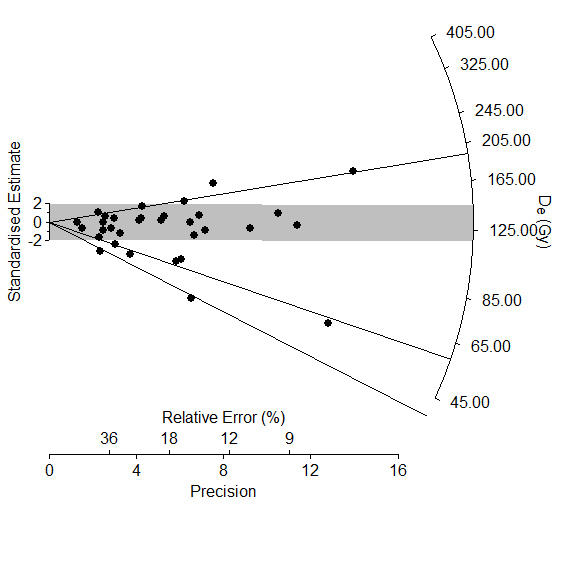 405.00
325.00
245.00
205.00
165.00
125.00
85.00
65.00
45.00
De (Gy)
Standardised Estimate
2
0
-2
Relative Error (%)
36 18 12 9
0 4 8 12 16
Precision